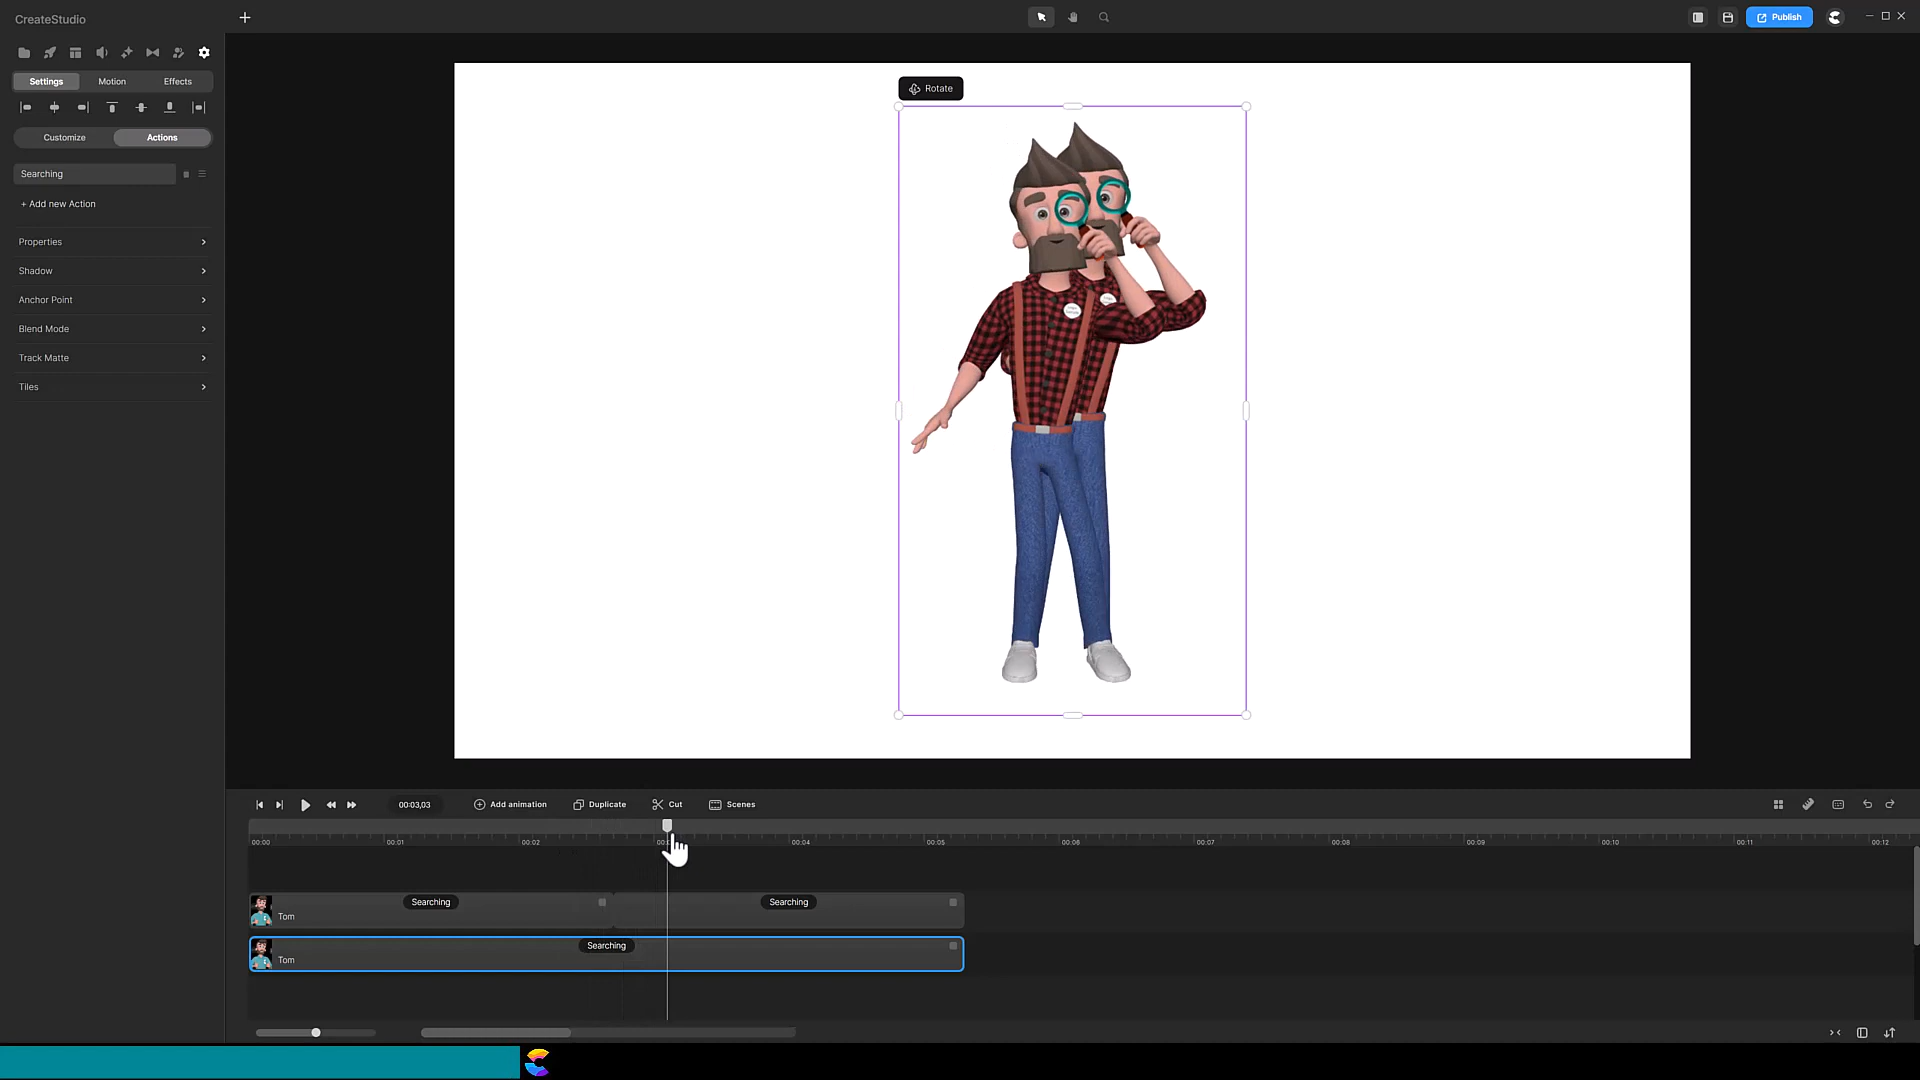 CreateStudio
Publish
Settings Motion Effects
Customize Actions
Searching
+ Add new Action
Properties
Shadow
Anchor Point
Blend Mode
Track Matte
Tiles
Rotate
00:03,03 Add animation Duplicate Cut Scenes
00:00 00:01 00:02 00:04 00:05 00:06 00:07 00:08 00:09 00:10 00:11 00:12
Searching Searching
Tom
Searching
Tom